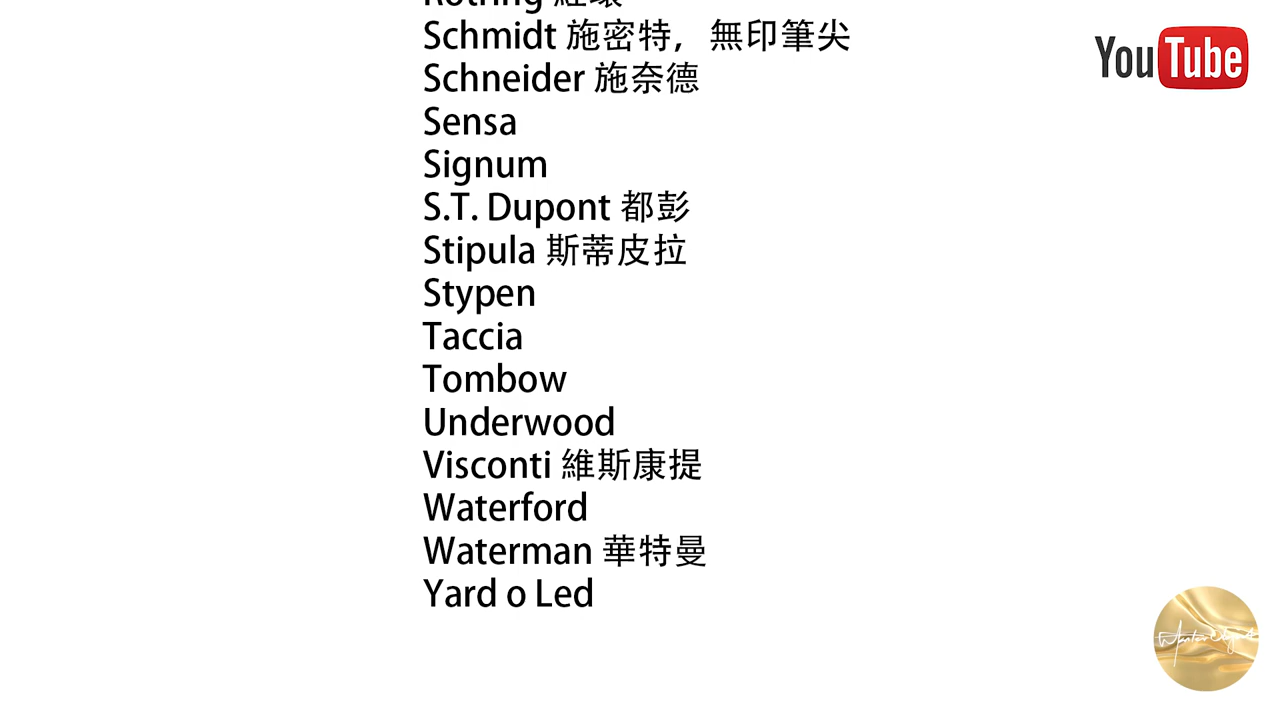 Schmidt 施密特，無印筆尖
Schneider 施奈德
Sensa
Signum
S.T. Dupont 都彭
Stipula 斯蒂皮拉
Stypen
Taccia
Tombow
Underwood
Visconti 維斯康提
Waterford
Waterman 華特曼
Yard o Led
YouTube